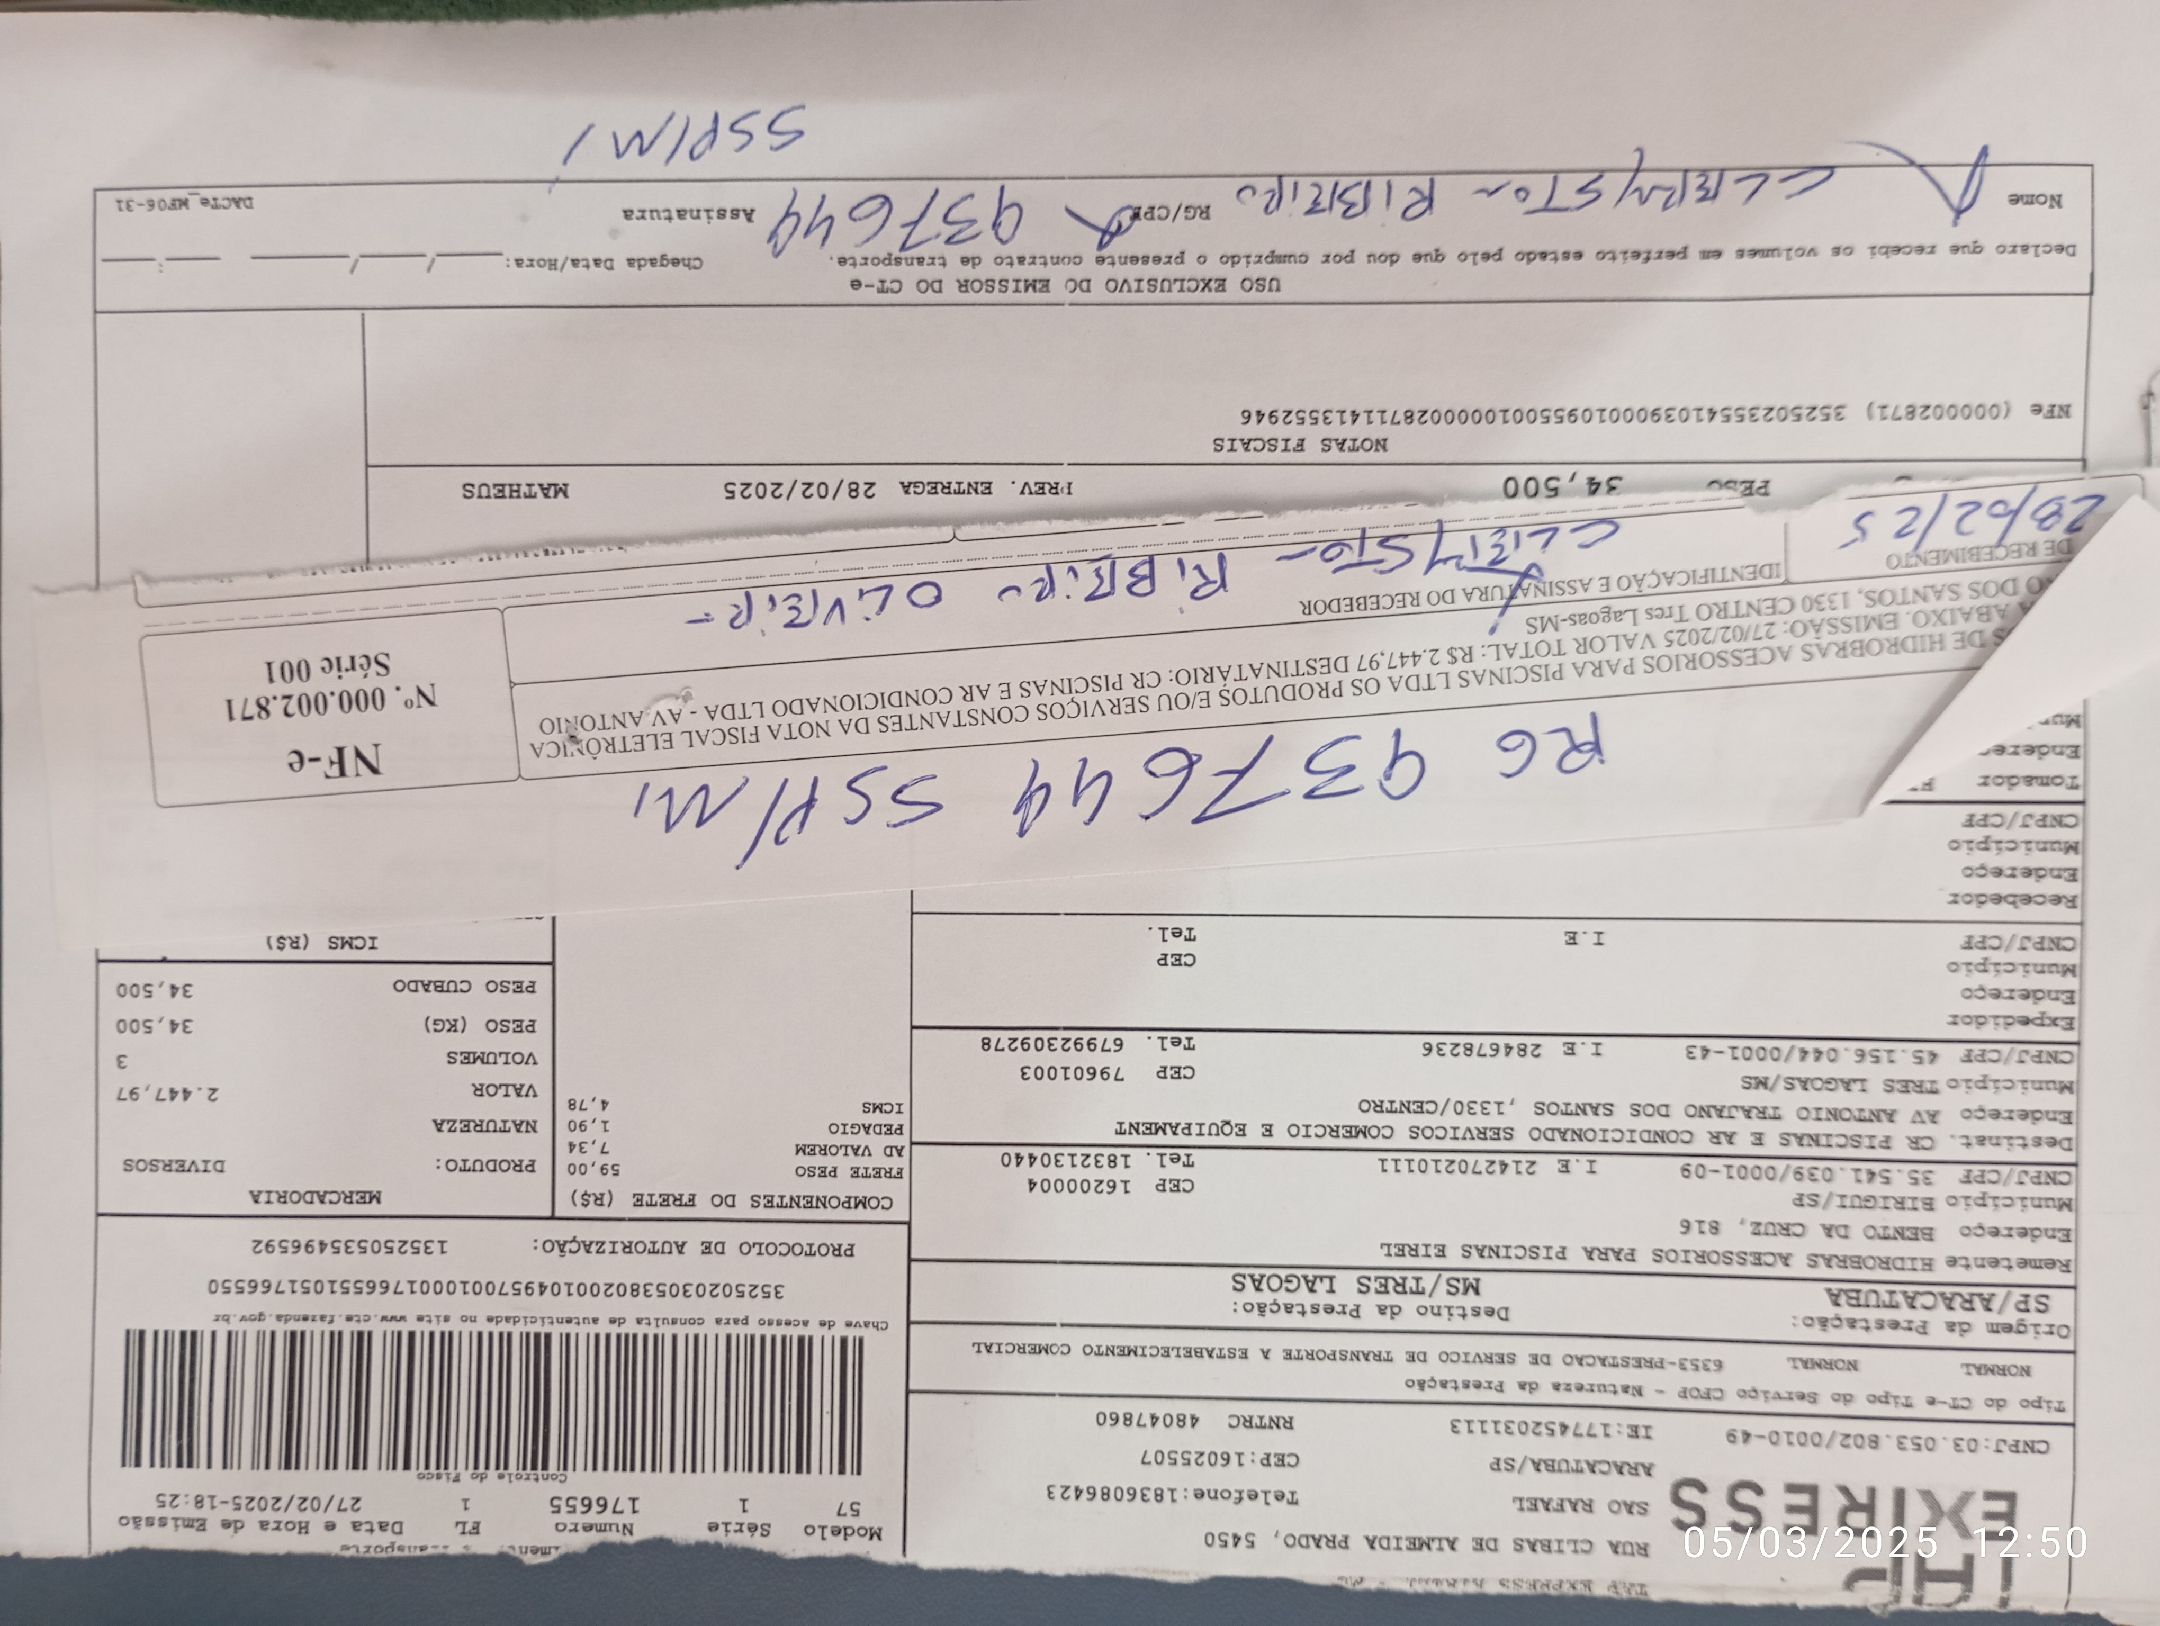 EXIRESS
RUA CLIBAS DE ALMEIDA PRADO, 5450
SAO RAFAEL Telefone:1836086423
ARACATUBA/SP CEP:16025507
CNPJ:03.053.802/0010-49 IE:177452031113 RNTRC 48047860
Modelo Série Numero FL Data e Hora de Emissão
57 1 176655 1 27/02/2025-18:25
Controle do Fisco
Chave de acesso para consulta de autenticidade no site www.cte.fazenda.gov.br
35250203053802001049570010001766551051766550
PROTOCOLO DE AUTORIZAÇÃO: 135250535496592
Tipo do CT-e Tipo do Serviço CFOP - Natureza da Prestação
NORMAL NORMAL 6353-PRESTACAO DE SERVICO DE TRANSPORTE A ESTABELECIMENTO COMERCIAL
Origem da Prestação: Destino da Prestação:
SP/ARACATUBA MS/TRES LAGOAS
Remetente HIDROBRAS ACESSORIOS PARA PISCINAS EIREL
Endereço BENTO DA CRUZ, 816
Município BIRIGUI/SP CEP 16200004
CNPJ/CPF 35.541.039/0001-09 I.E 214270210111 Tel. 1832130440
Destinat. CR PISCINAS E AR CONDICIONADO SERVICOS COMERCIO E EQUIPAMENT
Endereço AV ANTONIO TRAJANO DOS SANTOS ,1330/CENTRO
Município TRES LAGOAS/MS CEP 79601003
CNPJ/CPF 45.156.044/0001-43 I.E 284678236 Tel. 67992309278
Expedidor
Endereço
Município CEP
CNPJ/CPF I.E Tel.
Recebedor
Endereço
Município
CNPJ/CPF
Tomador
Endereço
COMPONENTES DO FRETE (R$)
FRETE PESO 59,00
AD VALOREM 7,34
PEDAGIO 1,90
ICMS 4,78
MERCADORIA
PRODUTO: DIVERSOS
NATUREZA
VALOR 2.447,97
VOLUMES 3
PESO (KG) 34,500
PESO CUBADO 34,500
ICMS (R$)
RG 937644 SSP/M
S DE HIDROBRAS ACESSORIOS PARA PISCINAS LTDA OS PRODUTOS E/OU SERVIÇOS CONSTANTES DA NOTA FISCAL ELETRÔNICA
ABAIXO. EMISSÃO: 27/02/2025 VALOR TOTAL: R$ 2.447,97 DESTINATÁRIO: CR PISCINAS E AR CONDICIONADO LTDA - AV ANTONIO
O DOS SANTOS, 1330 CENTRO Tres Lagoas-MS
DE RECEBIMENTO IDENTIFICAÇÃO E ASSINATURA DO RECEBEDOR
28/02/25 RIBEIRO
NF-e
Nº. 000.002.871
Série 001
PESO 34,500 PREV. ENTREGA 28/02/2025 MATHEUS
NOTAS FISCAIS
NFe (000002871) 35250235541039000109550010000028711413552946
USO EXCLUSIVO DO EMISSOR DO CT-e
Declaro que recebi os volumes em perfeito estado pelo que dou por cumprido o presente contrato de transporte. Chegada Data/Hora: / / :
Nome RIBEIRO RG/CPF 937644 Assinatura
DACTe_MF06-31
SSP/M
05/03/2025 12:50